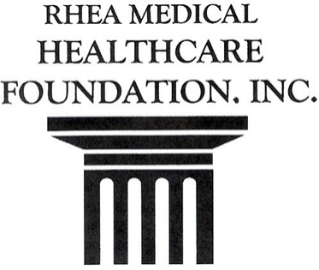 RHEA MEDICAL
HEALTHCARE
FOUNDATION. INC.